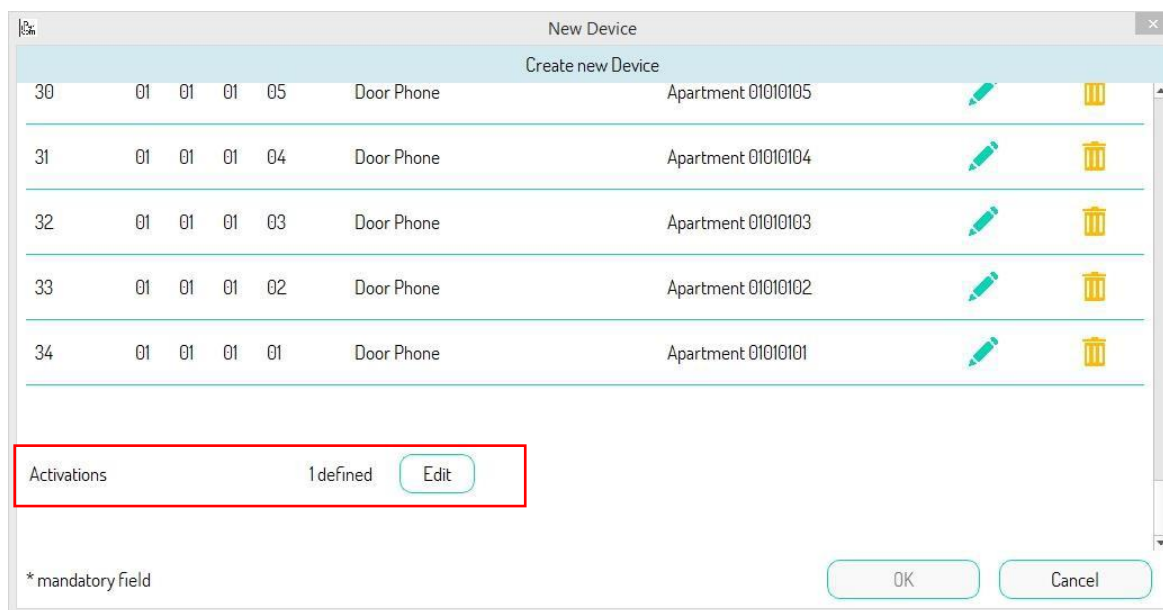 New Device
Create new Device
30 01 01 01 05 Door Phone Apartment 01010105
31 01 01 01 04 Door Phone Apartment 01010104
32 01 01 01 03 Door Phone Apartment 01010103
33 01 01 01 02 Door Phone Apartment 01010102
34 01 01 01 01 Door Phone Apartment 01010101
Activations 1 defined Edit
* mandatory field OK Cancel